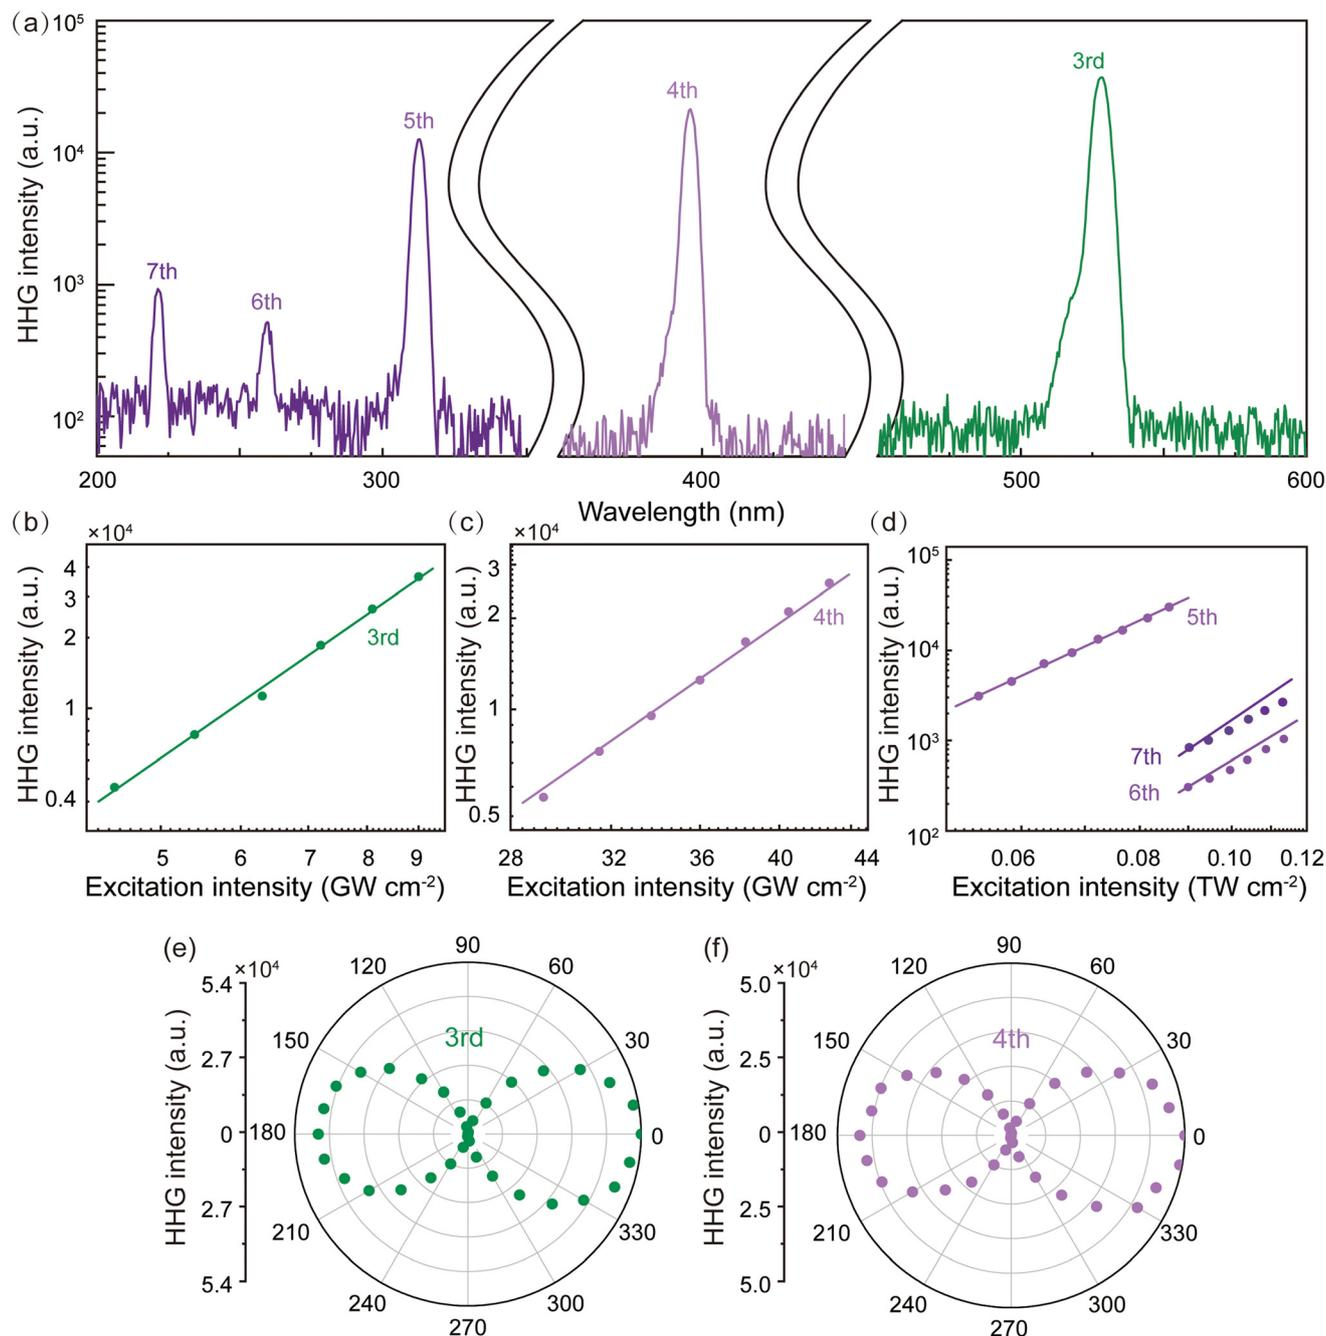 (a)
10⁵
10⁴
10³
10²
HHG intensity (a.u.)
7th
6th
5th
4th
3rd
200
300
400
500
600
Wavelength (nm)
(b)
×10⁴
4
3
2
1
0.4
HHG intensity (a.u.)
3rd
5
6
7
8
9
Excitation intensity (GW cm⁻²)
(c)
×10⁴
3
2
1
0.5
HHG intensity (a.u.)
4th
28
32
36
40
44
Excitation intensity (GW cm⁻²)
(d)
10⁵
10⁴
10³
10²
HHG intensity (a.u.)
5th
7th
6th
0.06
0.08
0.10
0.12
Excitation intensity (TW cm⁻²)
(e)
×10⁴
5.4
2.7
0
2.7
5.4
HHG intensity (a.u.)
3rd
90
120
60
150
30
180
0
210
330
240
300
270
(f)
×10⁴
5.0
2.5
0
2.5
5.0
HHG intensity (a.u.)
4th
90
120
60
150
30
180
0
210
330
240
300
270